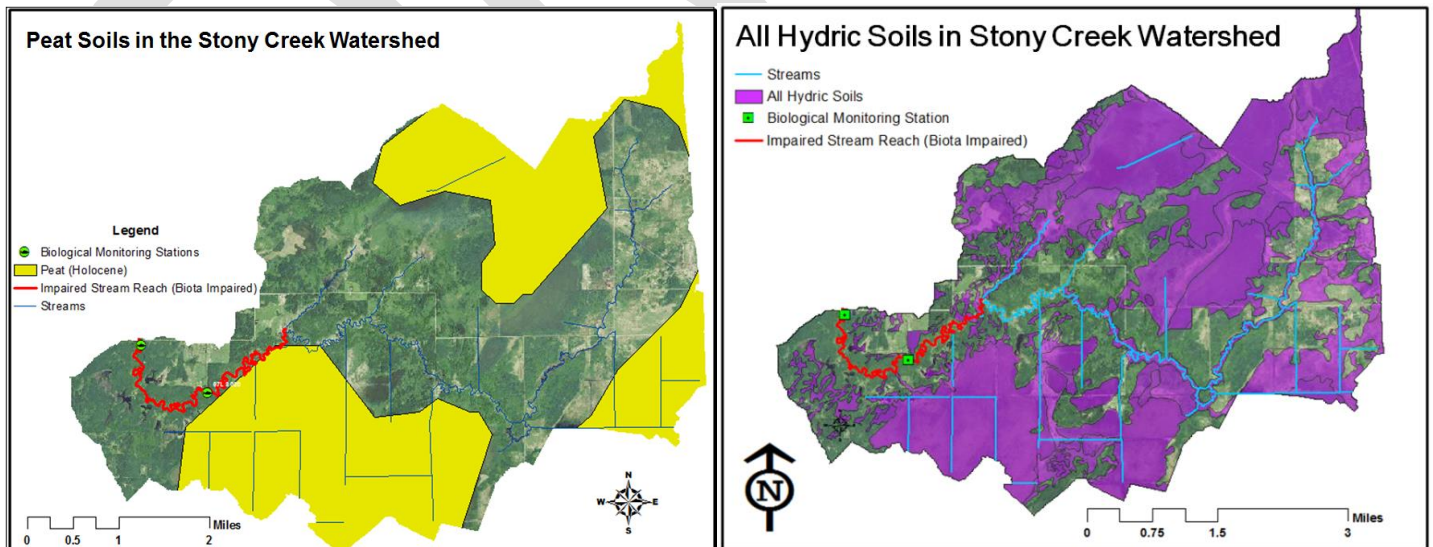 Peat Soils in the Stony Creek Watershed
Legend
Biological Monitoring Stations
Peat (Holocene)
Impaired Stream Reach (Biota Impaired)
Streams
N
W E
S
0 0.5 1 2 Miles
All Hydric Soils in Stony Creek Watershed
Streams
All Hydric Soils
Biological Monitoring Station
Impaired Stream Reach (Biota Impaired)
N
0 0.75 1.5 3 Miles